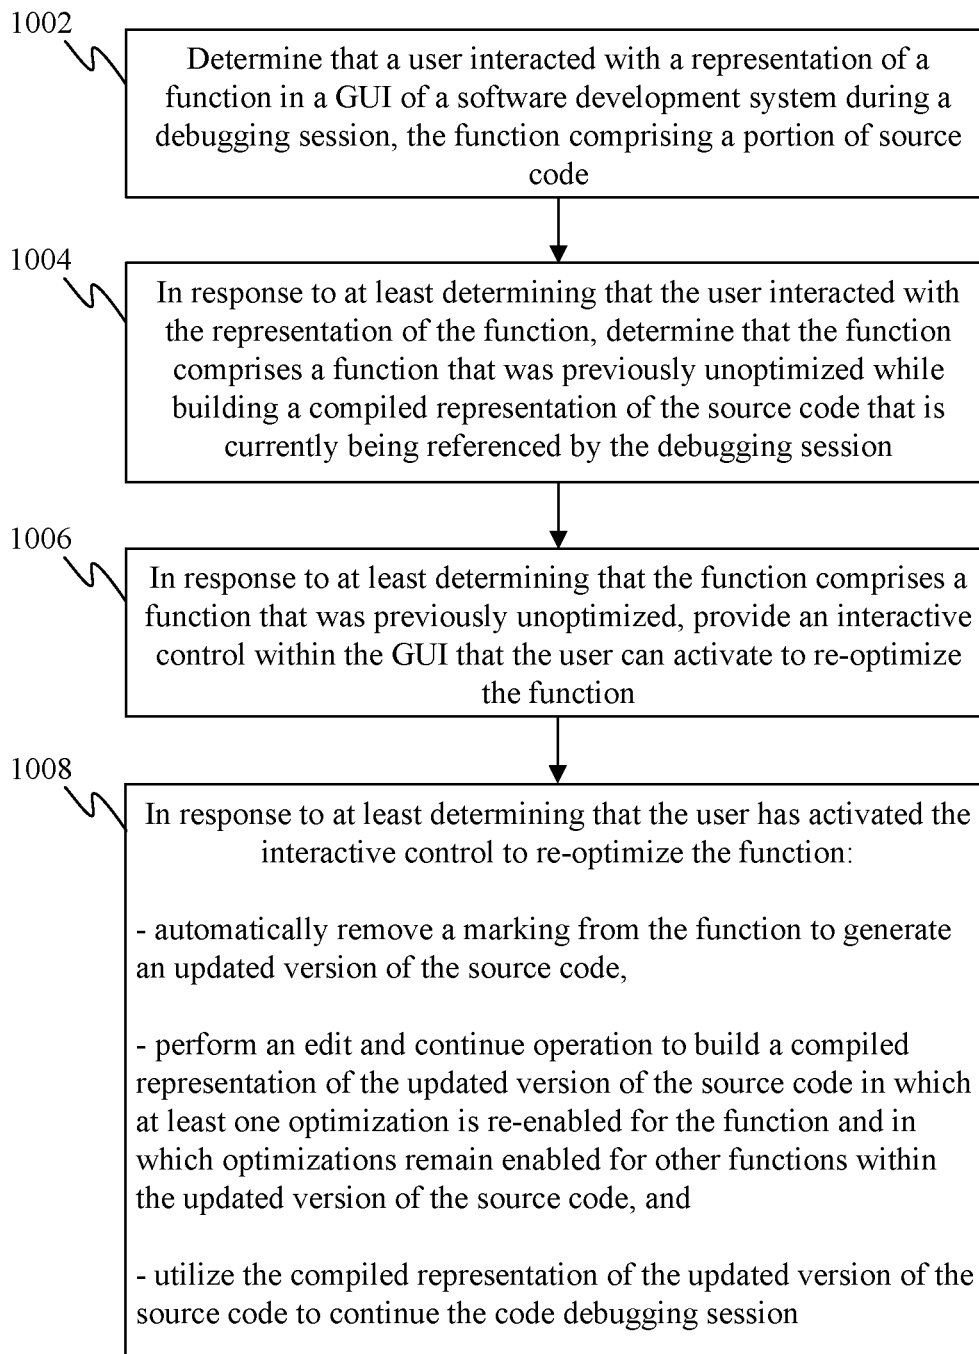 1002
Determine that a user interacted with a representation of a
function in a GUI of a software development system during a
debugging session, the function comprising a portion of source
code
1004
In response to at least determining that the user interacted with
the representation of the function, determine that the function
comprises a function that was previously unoptimized while
building a compiled representation of the source code that is
currently being referenced by the debugging session
1006
In response to at least determining that the function comprises a
function that was previously unoptimized, provide an interactive
control within the GUI that the user can activate to re-optimize
the function
1008
In response to at least determining that the user has activated the
interactive control to re-optimize the function:
- automatically remove a marking from the function to generate
an updated version of the source code,
- perform an edit and continue operation to build a compiled
representation of the updated version of the source code in which
at least one optimization is re-enabled for the function and in
which optimizations remain enabled for other functions within
the updated version of the source code, and
- utilize the compiled representation of the updated version of the
source code to continue the code debugging session